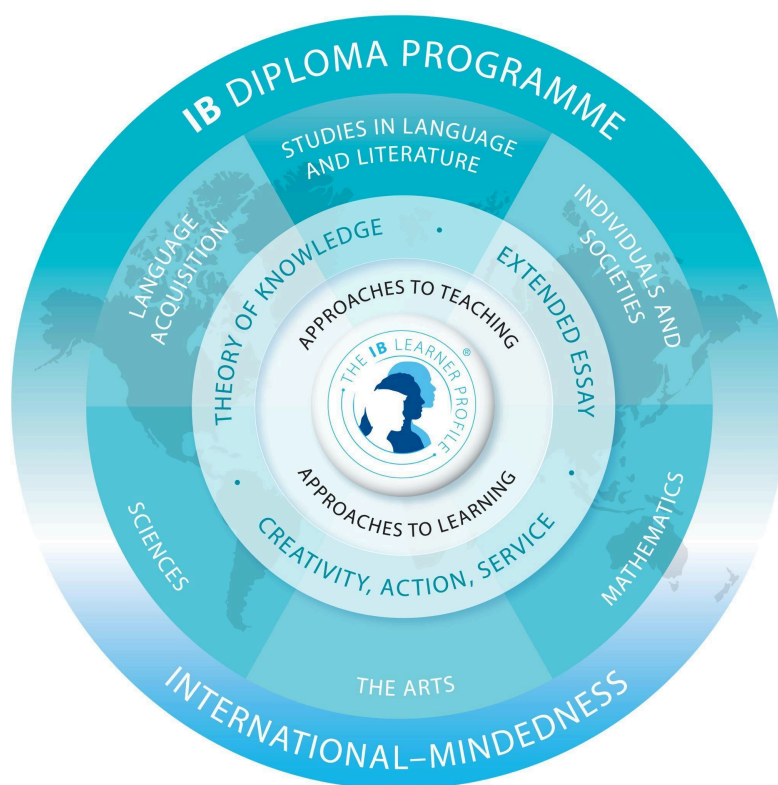 IB DIPLOMA PROGRAMME
STUDIES IN LANGUAGE
AND LITERATURE
LANGUAGE
ACQUISITION
INDIVIDUALS AND
SOCIETIES
THEORY OF KNOWLEDGE
EXTENDED ESSAY
APPROACHES TO TEACHING
THE IB LEARNER PROFILE®
APPROACHES TO LEARNING
CREATIVITY, ACTION, SERVICE
SCIENCES
MATHEMATICS
THE ARTS
INTERNATIONAL–MINDEDNESS